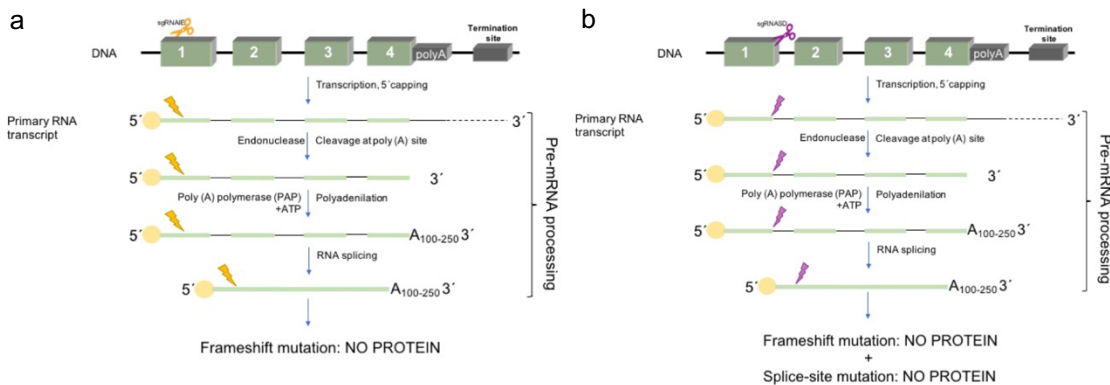 a
sgRNAIE
DNA
1
2
3
4
polyA
Termination
site
Transcription, 5´capping
Primary RNA
transcript
5´
3´
Endonuclease
Cleavage at poly (A) site
5´
3´
Poly (A) polymerase (PAP)
+ATP
Polyadenilation
5´
A100-250 3´
RNA splicing
5´
A100-250 3´
Frameshift mutation: NO PROTEIN
Pre-mRNA processing
b
sgRNASD
DNA
1
2
3
4
polyA
Termination
site
Transcription, 5´capping
Primary RNA
transcript
5´
3´
Endonuclease
Cleavage at poly (A) site
5´
3´
Poly (A) polymerase (PAP)
+ATP
Polyadenilation
5´
A100-250 3´
RNA splicing
5´
A100-250 3´
Frameshift mutation: NO PROTEIN
+
Splice-site mutation: NO PROTEIN
Pre-mRNA processing